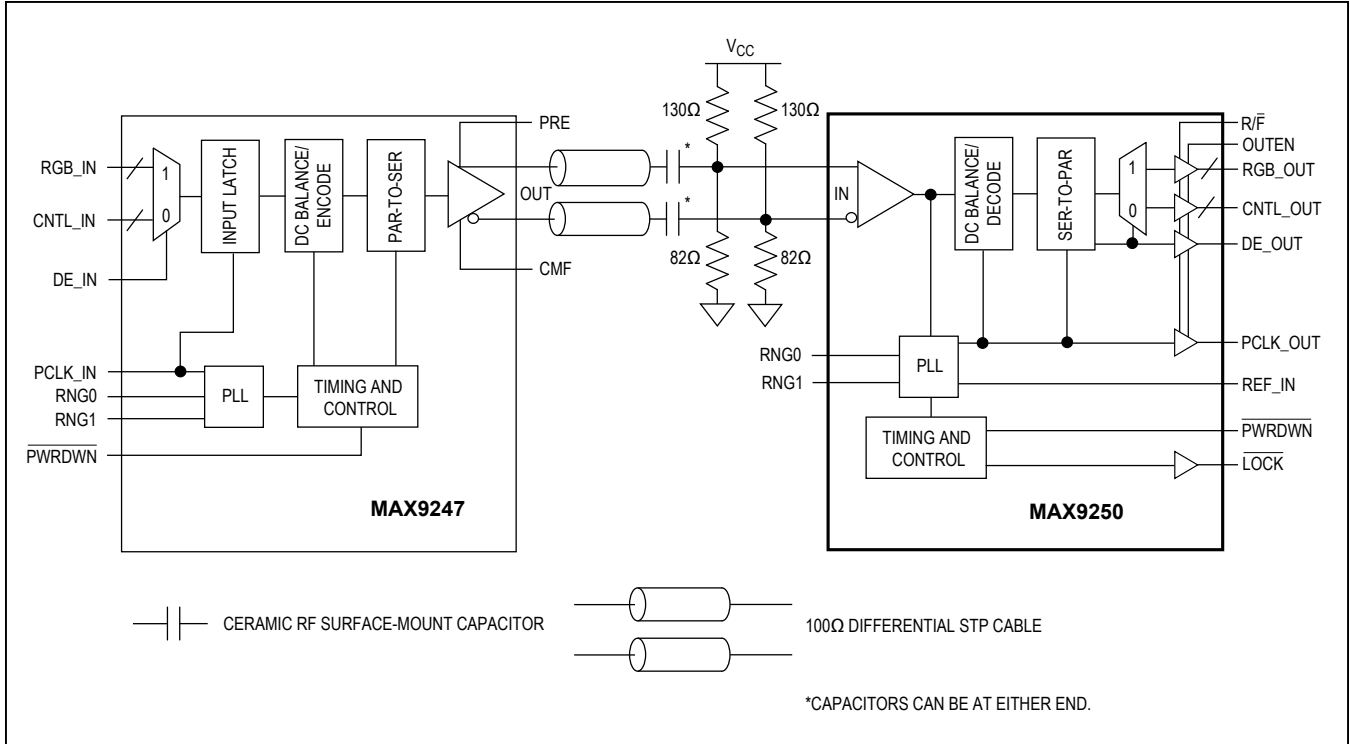 VCC
130Ω
130Ω
PRE
R/F̅
OUTEN
RGB_IN
1
INPUT LATCH
DC BALANCE/
ENCODE
PAR-TO-SER
OUT
*
*
IN
DC BALANCE/
DECODE
SER-TO-PAR
1
RGB_OUT
CNTL_IN
0
0
CNTL_OUT
DE_OUT
DE_IN
CMF
82Ω
82Ω
PCLK_IN
RNG0
RNG1
PLL
TIMING AND
CONTROL
P̅W̅R̅D̅W̅N̅
MAX9247
RNG0
RNG1
PLL
PCLK_OUT
REF_IN
TIMING AND
CONTROL
P̅W̅R̅D̅W̅N̅
L̅O̅C̅K̅
MAX9250
CERAMIC RF SURFACE-MOUNT CAPACITOR
100Ω DIFFERENTIAL STP CABLE
*CAPACITORS CAN BE AT EITHER END.